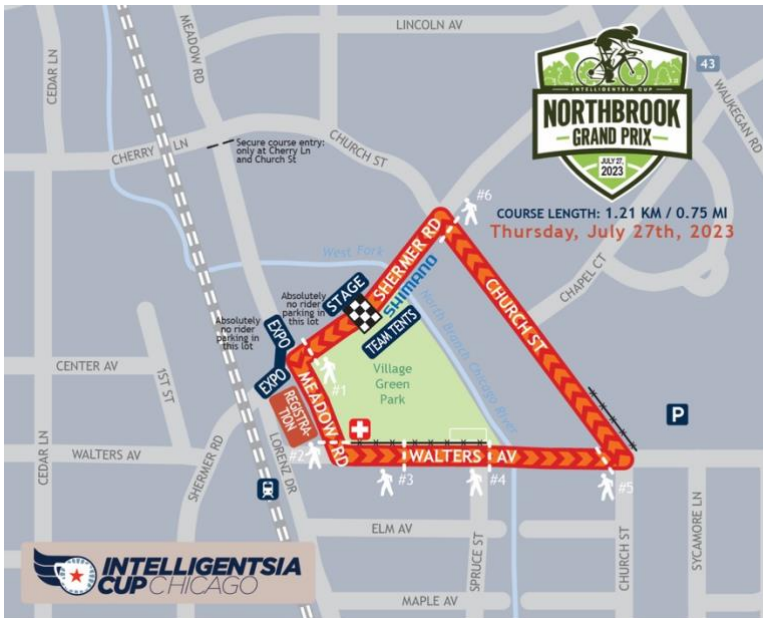 LINCOLN AV
MEADOW RD
CEDAR LN
43
WAUKEGAN RD
INTELLIGENTSIA CUP
NORTHBROOK
GRAND PRIX
JULY 27,
2023
Secure course entry:
only at Cherry Ln
and Church St
CHERRY LN
CHURCH ST
#6
COURSE LENGTH: 1.21 KM / 0.75 MI
Thursday, July 27th, 2023
West Fork
SHERMER RD
SHIMANO
STAGE
Absolutely
no rider
parking in
this lot
Absolutely
no rider
parking in
this lot
TEAM TENTS
North Branch Chicago River
CHAPEL CT
CHURCH ST
EXPO
EXPO
#1
Village
Green
Park
CENTER AV
1ST ST
MEADOW RD
REGISTRA-
TION
P
WALTERS AV
CEDAR LN
SHERMER RD
LORENZ DR
#2
WALTERS AV
#3
#4
#5
ELM AV
SPRUCE ST
CHURCH ST
SYCAMORE LN
MAPLE AV
INTELLIGENTSIA
CUP CHICAGO